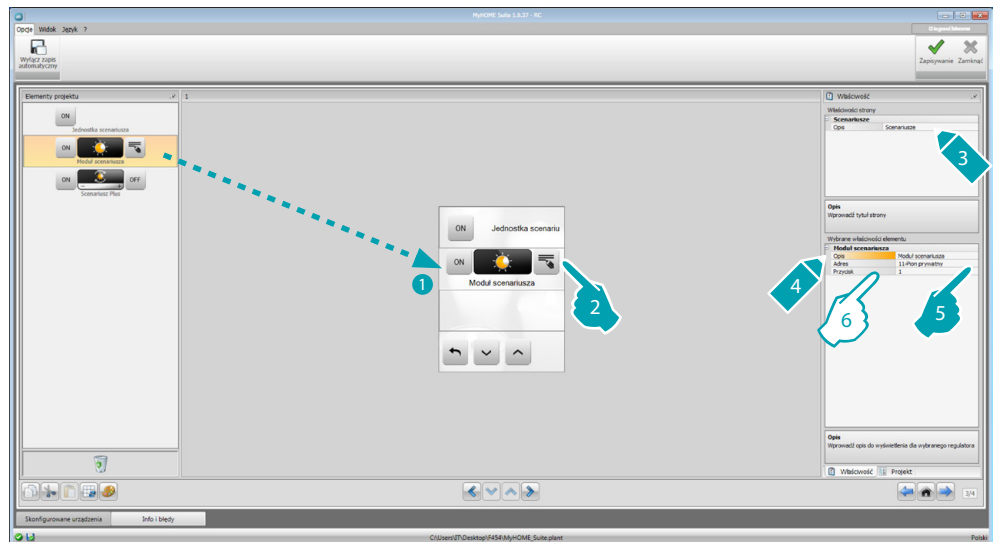 MyHOME Suite 1.8.37 - RC
Opcje Widok Język ?
Wyłącz zapis
automatyczny
Zapisywanie Zamknąć
Elementy projektu
1
Właściwość
ON
Jednostka scenariusza
ON
Moduł scenariusza
ON
OFF
Scenariusz Plus
Właściwości strony
Scenariusze
Opis Scenariusze
3
Opis
Wprowadź tytuł strony
ON Jednostka scenariu
ON
Moduł scenariusza
1
2
Wybrane właściwości elementu
Moduł scenariusza
Opis Moduł scenariusza
Adres 11-Pion prywatny
Przycisk 1
4
5
6
Opis
Wprowadź opis do wyświetlenia dla wybranego regulatora
Właściwość Projekt
3/4
Skonfigurowane urządzenia Info i błędy
C:\Users\IT\Desktop\F454\MyHOME_Suite.plant
Polski